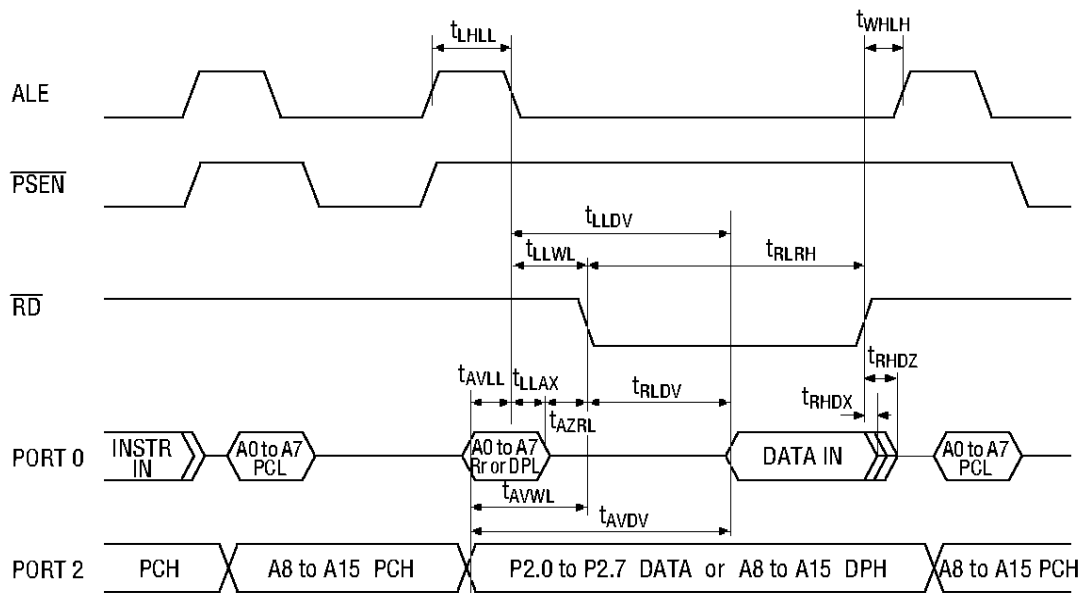 tLHLL
tWHLH
ALE
PSEN
tLLDV
tLLWL
tRLRH
RD
tRHDZ
tAVLL
tLLAX
tRLDV
tRHDX
tAZRL
PORT 0
INSTR
IN
A0 to A7
PCL
A0 to A7
Rr or DPL
DATA IN
A0 to A7
PCL
tAVWL
tAVDV
PORT 2
PCH
A8 to A15 PCH
P2.0 to P2.7 DATA or A8 to A15 DPH
A8 to A15 PCH